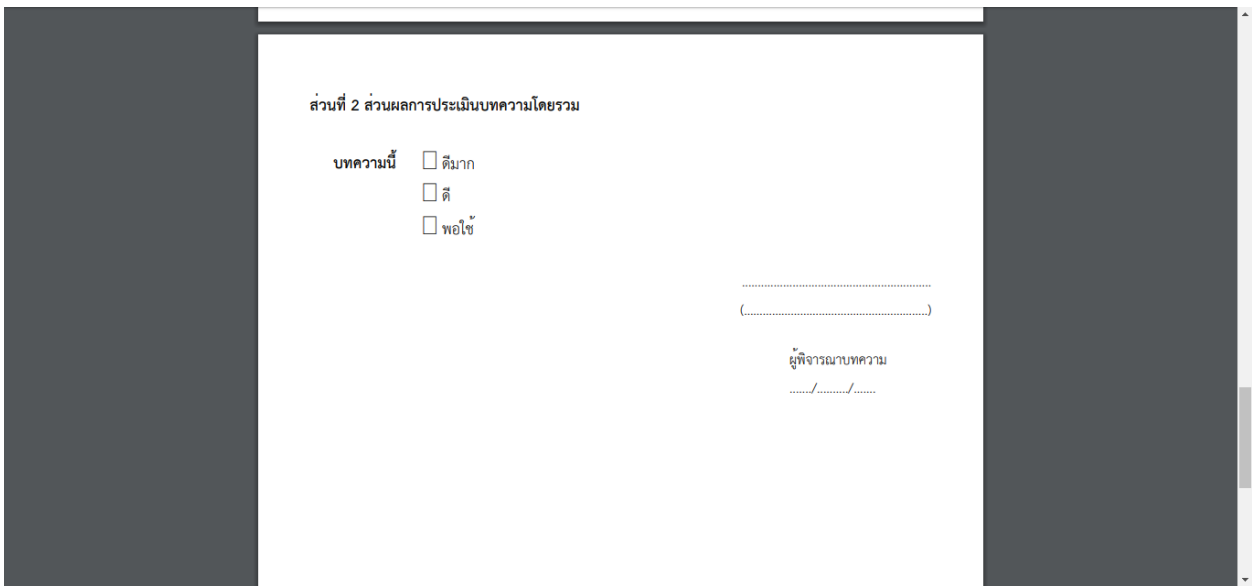 ส่วนที่ 2 ส่วนผลการประเมินบทความโดยรวม
บทความนี้ ☐ ดีมาก
☐ ดี
☐ พอใช้
............................................................
(...........................................................)
ผู้พิจารณาบทความ
......./........../.......